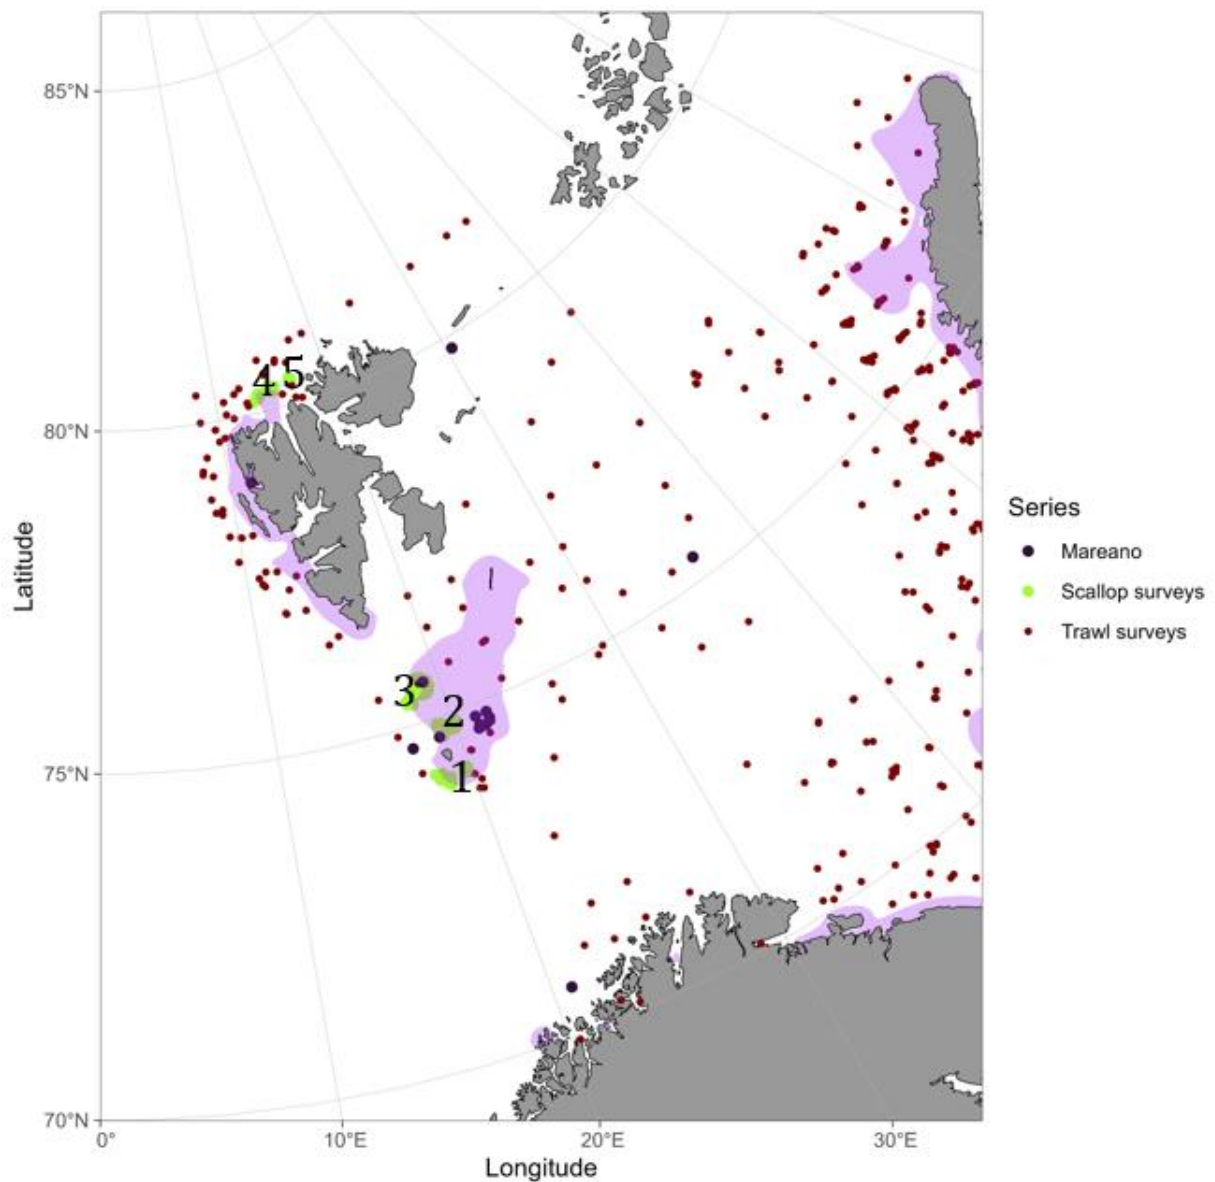 85°N
80°N
75°N
70°N
0°
10°E
20°E
30°E
Latitude
Longitude
4
5
3
2
1
Series
Mareano
Scallop surveys
Trawl surveys